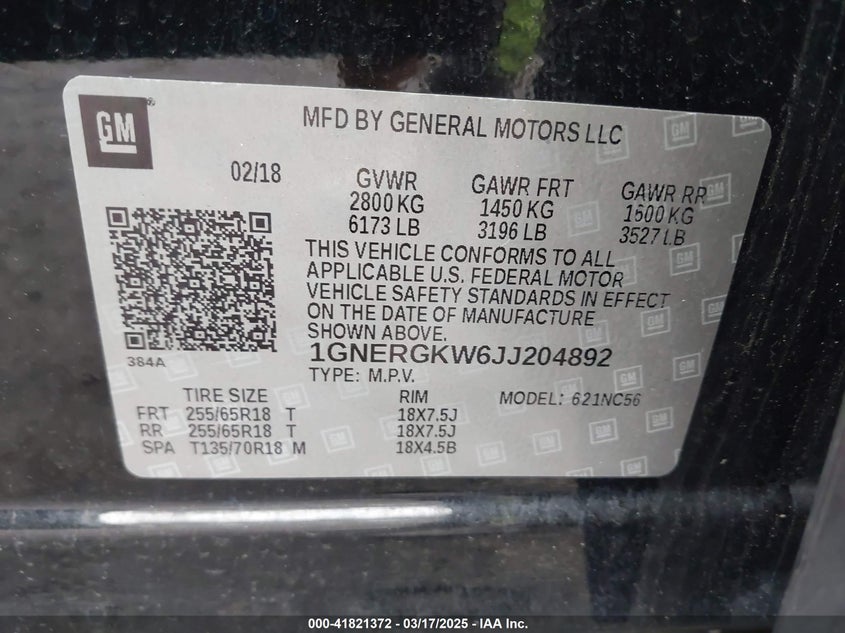 GM
MFD BY GENERAL MOTORS LLC
02/18
GVWR GAWR FRT GAWR RR
2800 KG 1450 KG 1600 KG
6173 LB 3196 LB 3527 LB
THIS VEHICLE CONFORMS TO ALL
APPLICABLE U.S. FEDERAL MOTOR
VEHICLE SAFETY STANDARDS IN EFFECT
ON THE DATE OF MANUFACTURE
SHOWN ABOVE.
384A
1GNERGKW6JJ204892
TYPE: M.P.V.
TIRE SIZE RIM MODEL: 621NC56
FRT 255/65R18 T 18X7.5J
RR 255/65R18 T 18X7.5J
SPA T135/70R18 M 18X4.5B
000-41821372 - 03/17/2025 - IAA Inc.